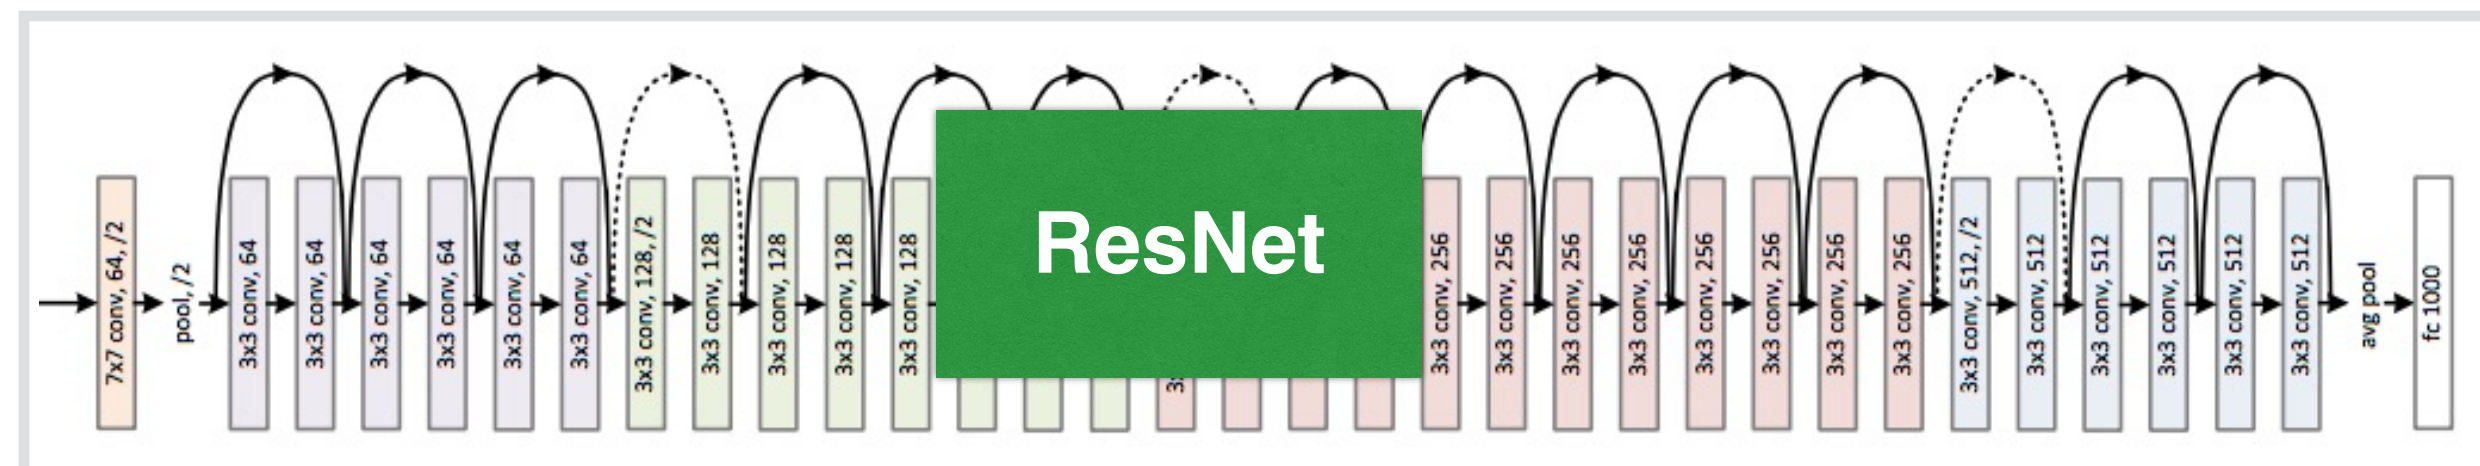 7x7 conv, 64, /2
pool, /2
3x3 conv, 64
3x3 conv, 64
3x3 conv, 64
3x3 conv, 64
3x3 conv, 64
3x3 conv, 64
3x3 conv, 128, /2
3x3 conv, 128
3x3 conv, 128
3x3 conv, 128
3x3 conv, 128
ResNet
3x3 conv, 256
3x3 conv, 256
3x3 conv, 256
3x3 conv, 256
3x3 conv, 256
3x3 conv, 256
3x3 conv, 256
3x3 conv, 256
3x3 conv, 512, /2
3x3 conv, 512
3x3 conv, 512
3x3 conv, 512
3x3 conv, 512
3x3 conv, 512
avg pool
fc 1000